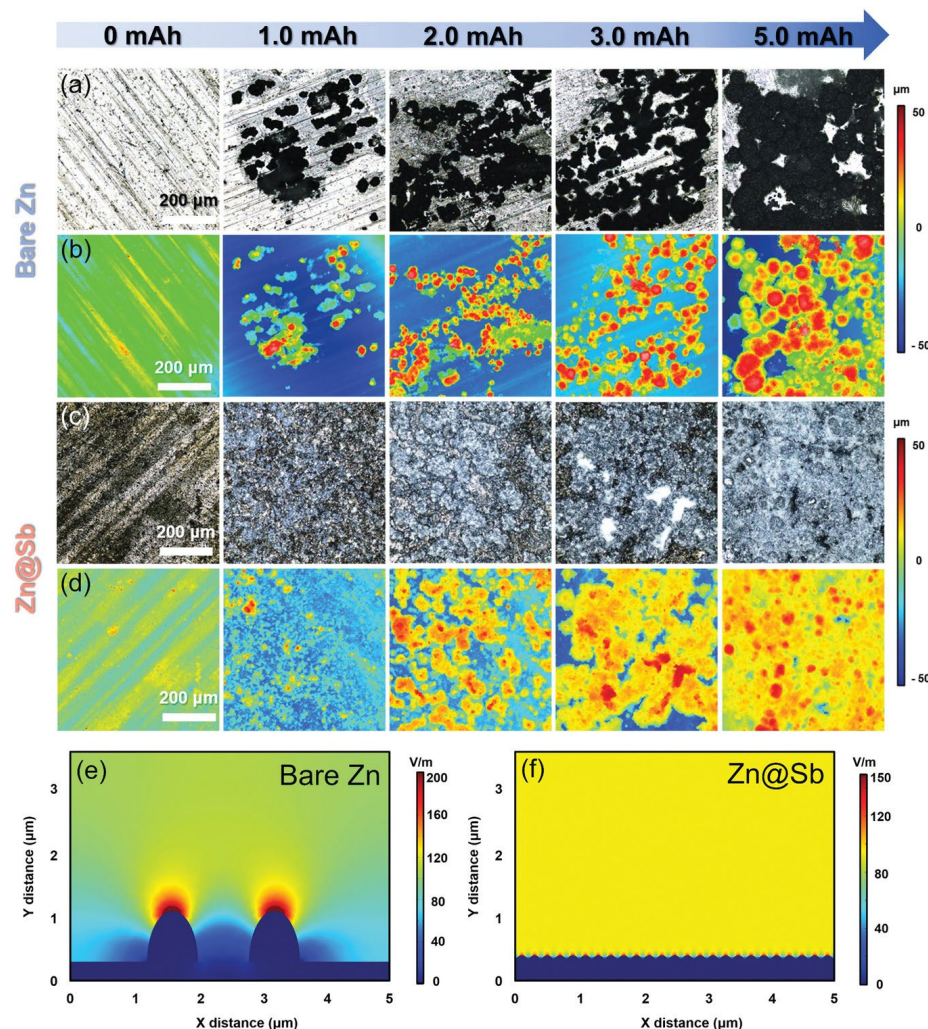 0 mAh 1.0 mAh 2.0 mAh 3.0 mAh 5.0 mAh
Bare Zn
(a)
200 µm
µm
50
0
- 50
(b)
200 µm
Zn@Sb
(c)
200 µm
µm
50
0
- 50
(d)
200 µm
(e)
Bare Zn
V/m
200
160
120
80
40
0
Y distance (µm)
3
2
1
0
0 1 2 3 4 5
X distance (µm)
(f)
Zn@Sb
V/m
150
120
90
60
30
0
Y distance (µm)
3
2
1
0
0 1 2 3 4 5
X distance (µm)